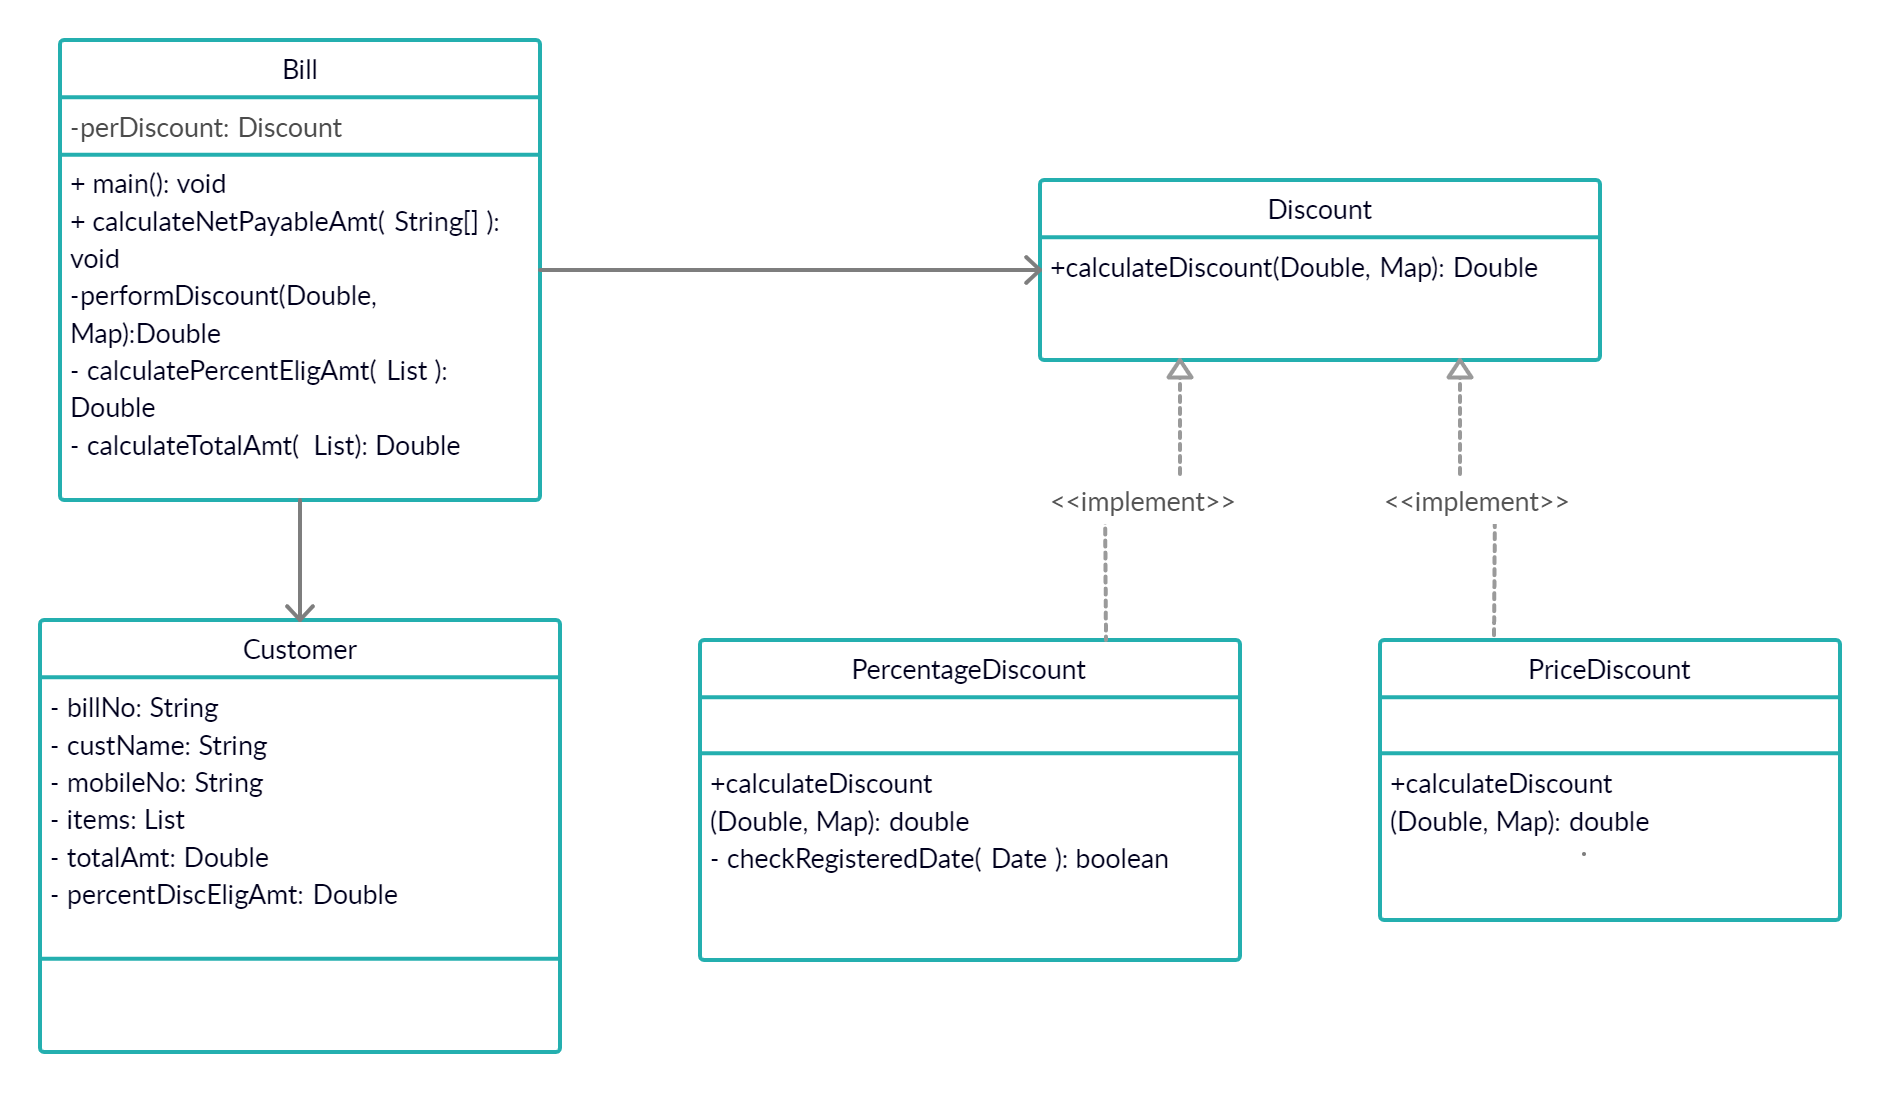 Bill
-perDiscount: Discount
+ main(): void
+ calculateNetPayableAmt( String[] ):
void
-performDiscount(Double,
Map):Double
- calculatePercentEligAmt( List ):
Double
- calculateTotalAmt(  List): Double
Discount
+calculateDiscount(Double, Map): Double
<<implement>>
<<implement>>
Customer
- billNo: String
- custName: String
- mobileNo: String
- items: List
- totalAmt: Double
- percentDiscEligAmt: Double
PercentageDiscount
+calculateDiscount
(Double, Map): double
- checkRegisteredDate( Date ): boolean
PriceDiscount
+calculateDiscount
(Double, Map): double
.